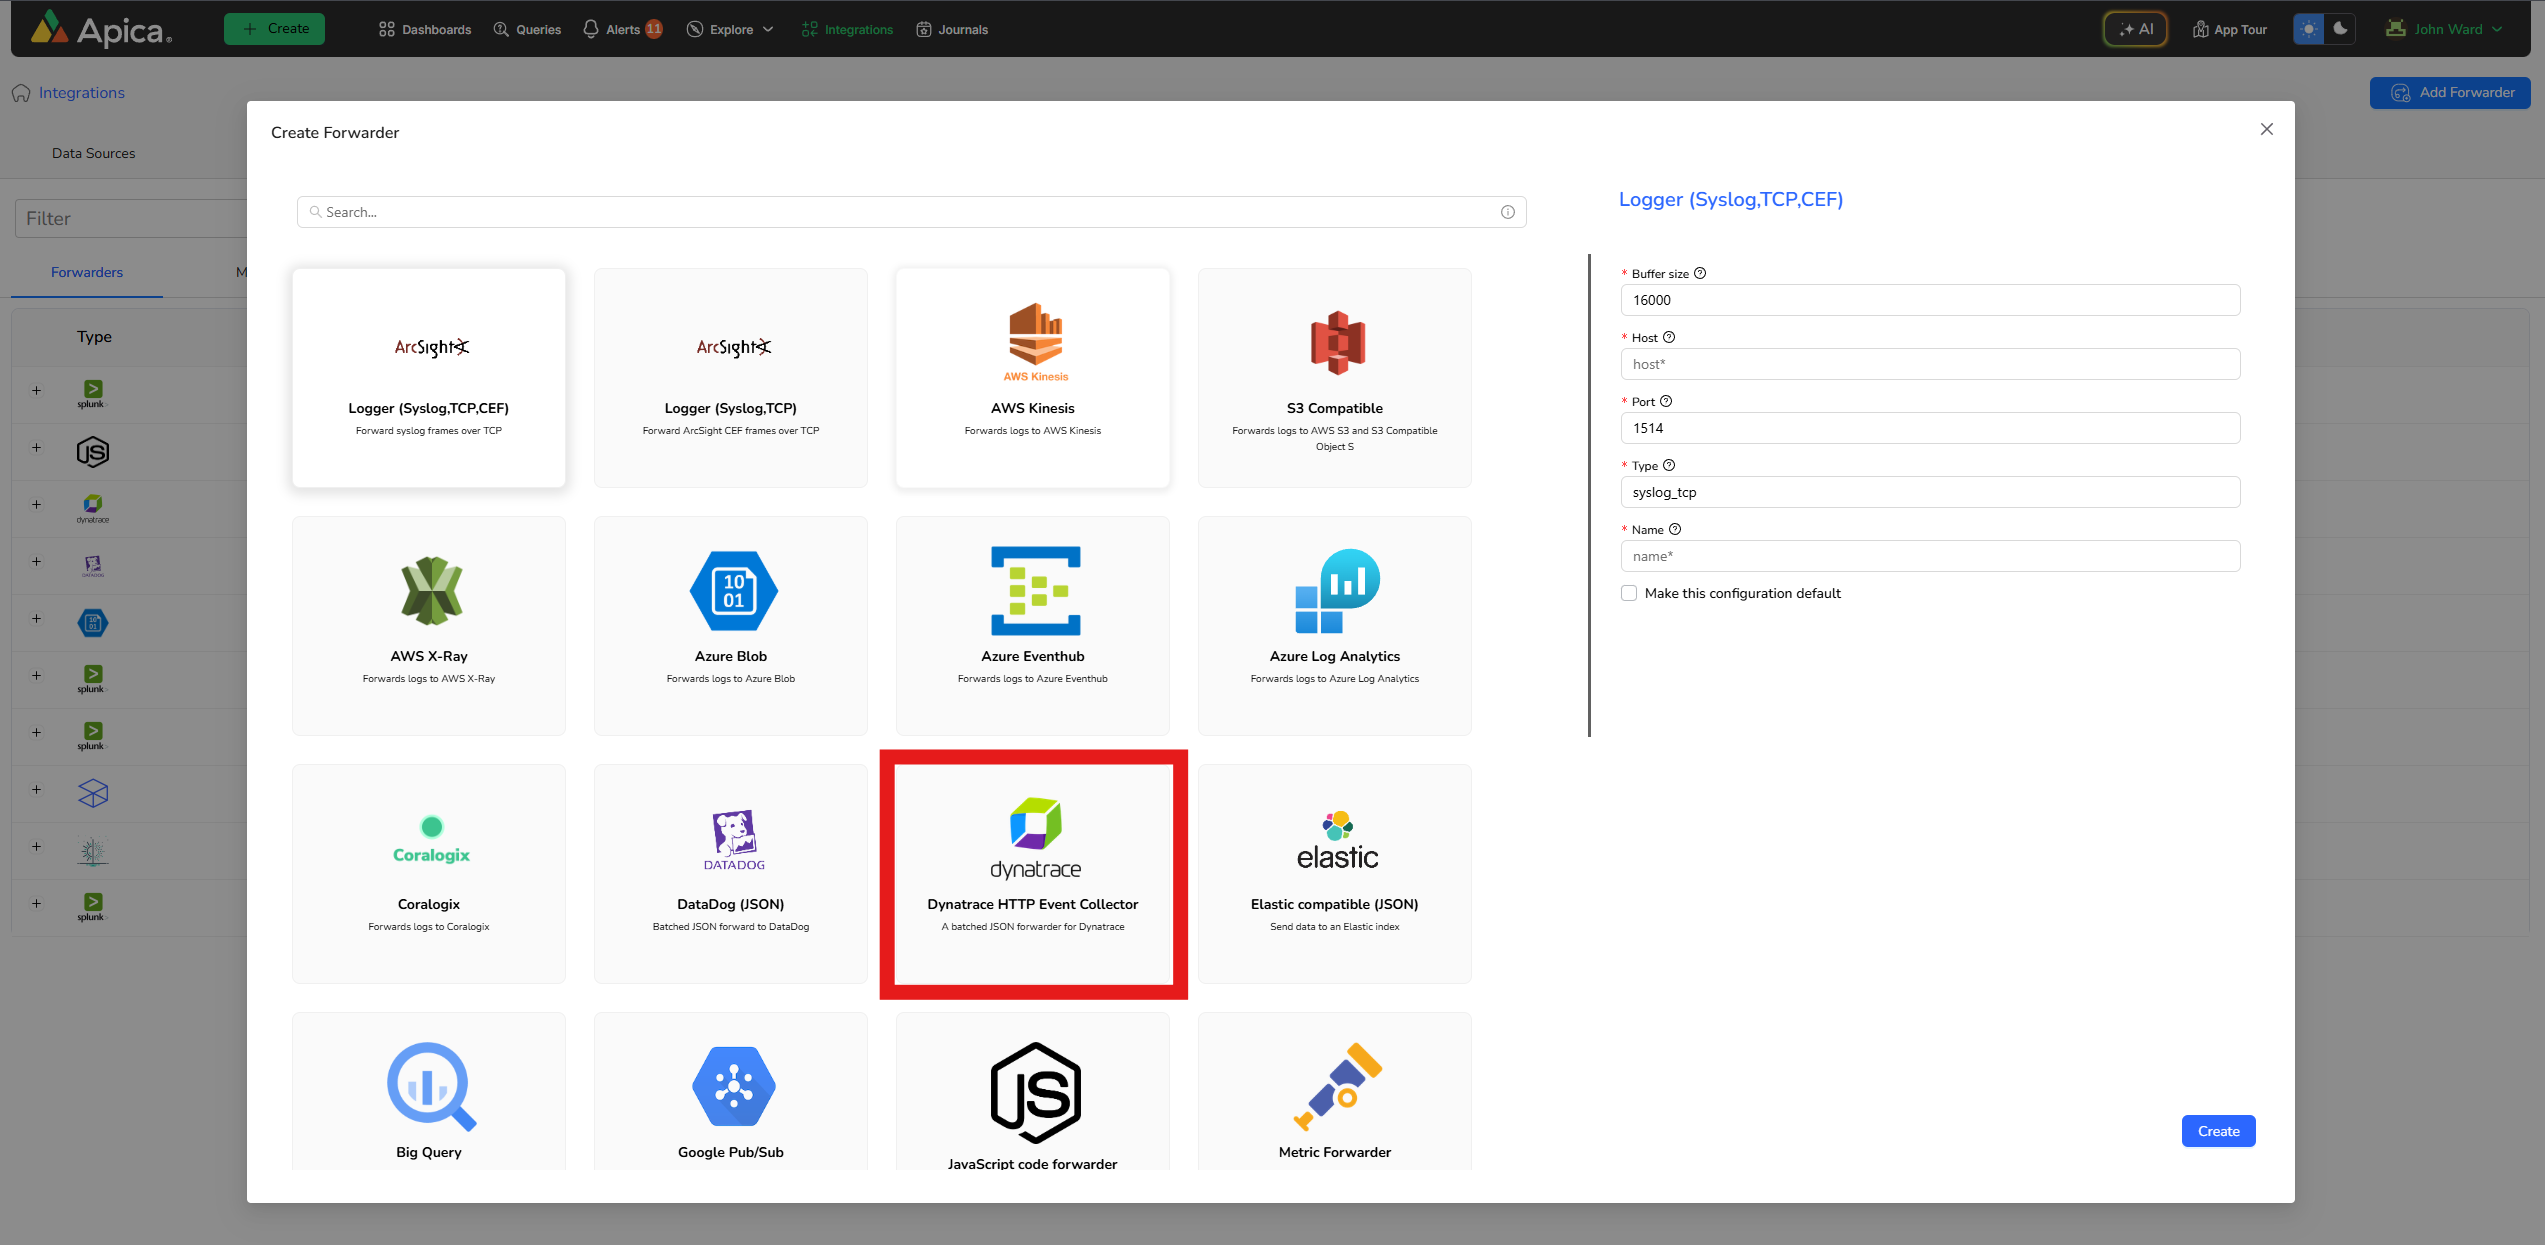 Apica
Create
Dashboards
Queries
Alerts 11
Explore
Integrations
Journals
AI
App Tour
John Ward
Integrations
Add Forwarder
Data Sources
Filter
Forwarders
M
Type
splunk>
JS
dynatrace
DATADOG
10
01
splunk>
splunk>
splunk>
Create Forwarder
Search...
ArcSight
Logger (Syslog,TCP,CEF)
Forward syslog frames over TCP
ArcSight
Logger (Syslog,TCP)
Forward ArcSight CEF frames over TCP
AWS Kinesis
AWS Kinesis
Forwards logs to AWS Kinesis
S3 Compatible
Forwards logs to AWS S3 and S3 Compatible
Object S
AWS X-Ray
Forwards logs to AWS X-Ray
10
01
Azure Blob
Forwards logs to Azure Blob
Azure Eventhub
Forwards logs to Azure Eventhub
Azure Log Analytics
Forwards logs to Azure Log Analytics
Coralogix
Coralogix
Forwards logs to Coralogix
DATADOG
DataDog (JSON)
Batched JSON forward to DataDog
dynatrace
Dynatrace HTTP Event Collector
A batched JSON forwarder for Dynatrace
elastic
Elastic compatible (JSON)
Send data to an Elastic index
Big Query
Google Pub/Sub
JS
JavaScript code forwarder
Metric Forwarder
Logger (Syslog,TCP,CEF)
* Buffer size
16000
* Host
host*
* Port
1514
* Type
syslog_tcp
* Name
name*
Make this configuration default
Create